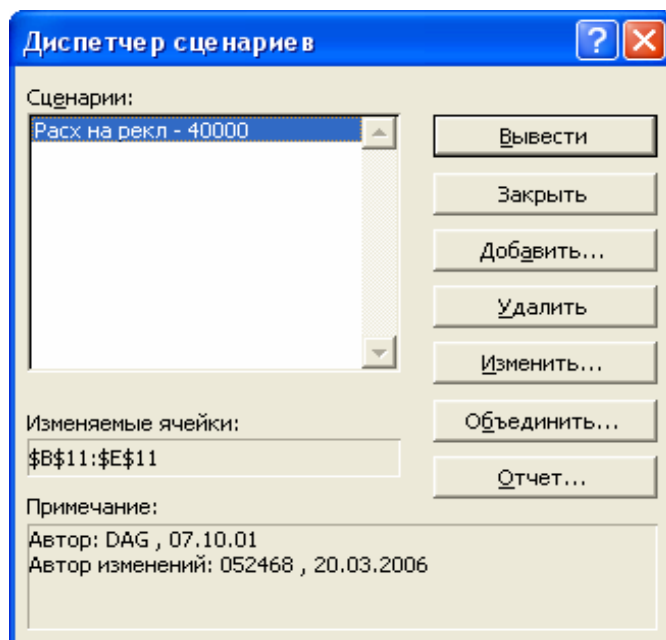 Диспетчер сценариев
?
Сценарии:
Расх на рекл - 40000
Вывести
Закрыть
Добавить...
Удалить
Изменить...
Объединить...
Отчет...
Изменяемые ячейки:
$B$11:$E$11
Примечание:
Автор: DAG , 07.10.01
Автор изменений: 052468 , 20.03.2006